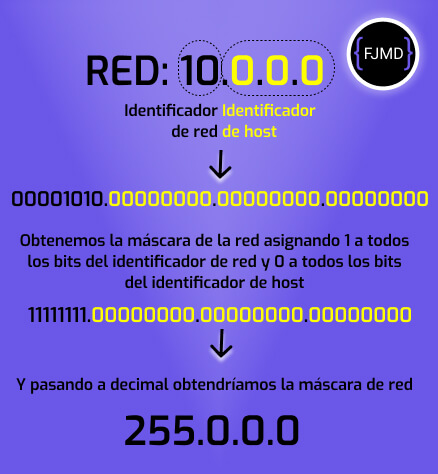 RED: 10.0.0.0
{FJMD}
Identificador Identificador
de red de host
00001010.00000000.00000000.00000000
Obtenemos la máscara de la red asignando 1 a todos
los bits del identificador de red y 0 a todos los bits
del identificador de host
11111111.00000000.00000000.00000000
Y pasando a decimal obtendríamos la máscara de red
255.0.0.0